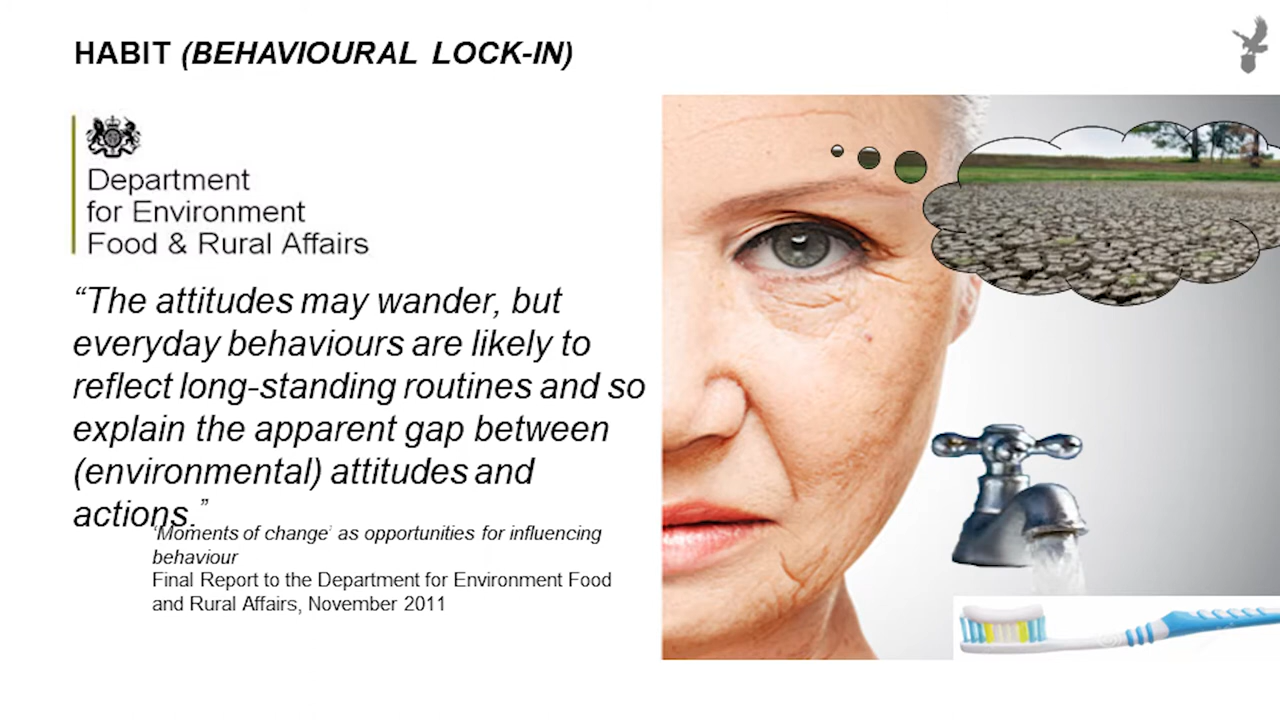 HABIT (BEHAVIOURAL LOCK-IN)
Department
for Environment
Food & Rural Affairs
“The attitudes may wander, but
everyday behaviours are likely to
reflect long-standing routines and so
explain the apparent gap between
(environmental) attitudes and
actions.”
‘Moments of change’ as opportunities for influencing
behaviour
Final Report to the Department for Environment Food
and Rural Affairs, November 2011